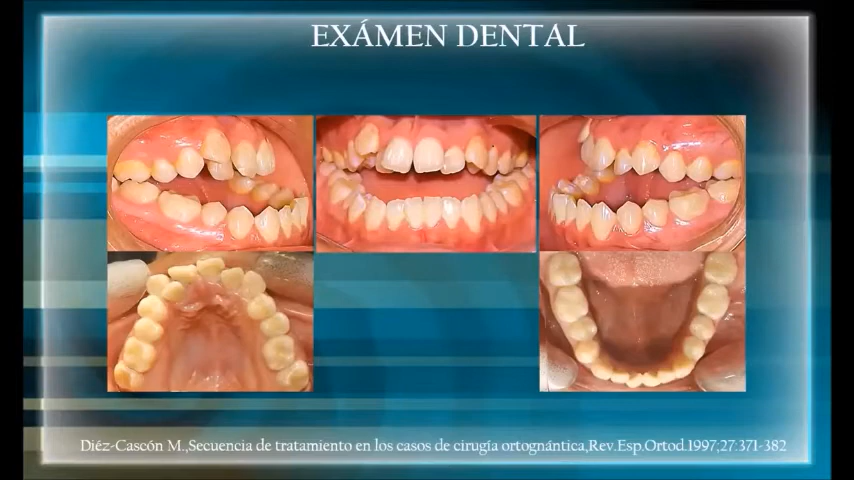 EXÁMEN DENTAL
Diéz-Cascón M.,Secuencia de tratamiento en los casos de cirugía ortognántica,Rev.Esp.Ortod.1997;27:371-382